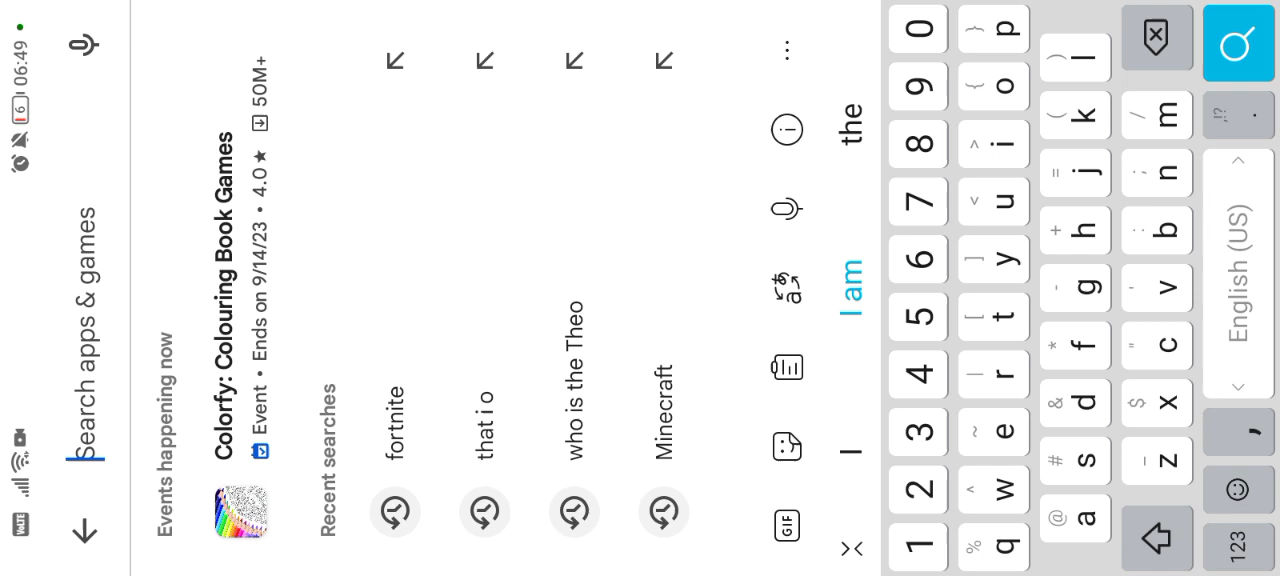 VoLTE 6 06:49
Search apps & games
Events happening now
Colorfy: Colouring Book Games
Event • Ends on 9/14/23 • 4.0 ★ 50M+
Recent searches
fortnite
that i o
who is the Theo
Minecraft
GIF あ a i ...
I I am the
1 2 3 4 5 6 7 8 9 0
% ^ ~ | [ ] < > { }
q w e r t y u i o p
@ # & * - + = ( )
a s d f g h j k l
_ $ " ' : ; /
z x c v b n m
123 , < English (US) > !? .